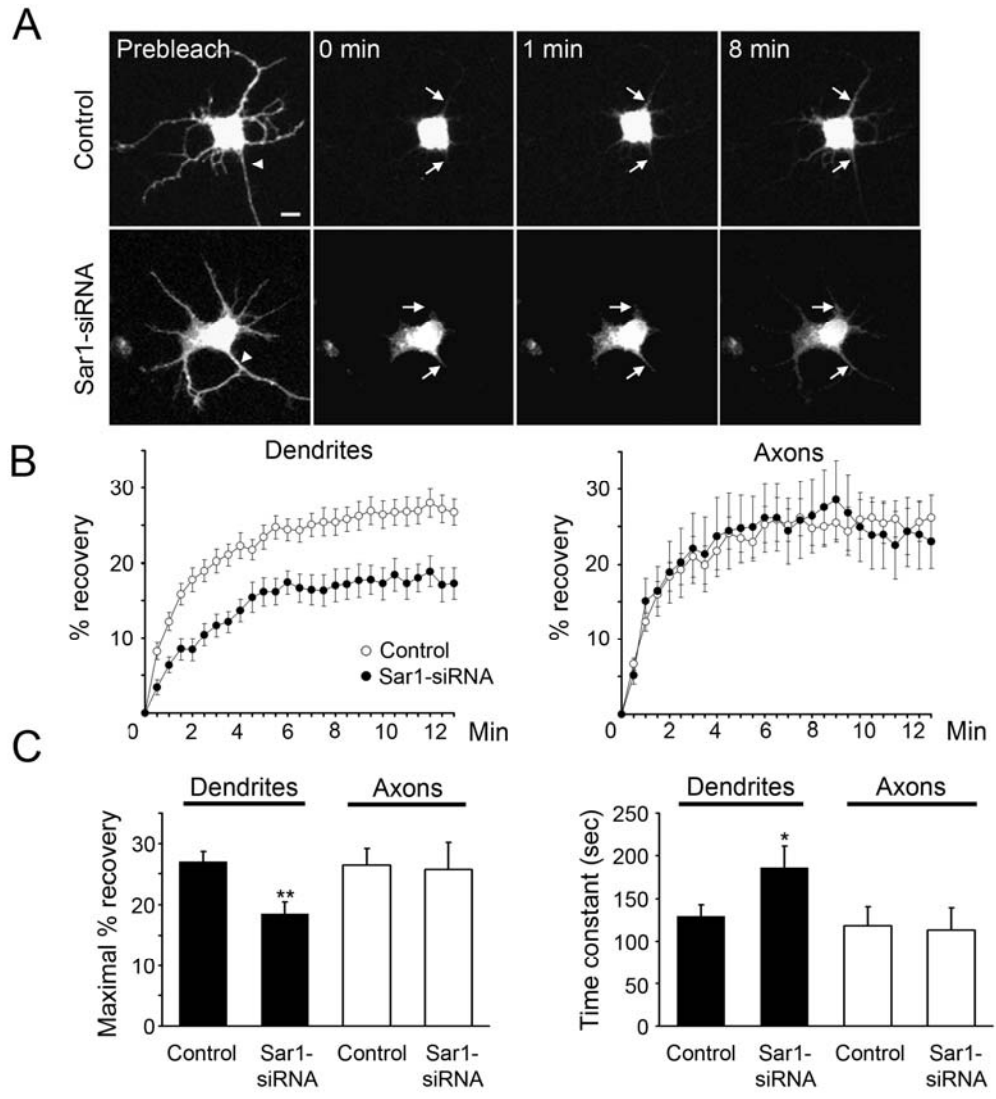 A
Prebleach 0 min 1 min 8 min
Control
Sar1-siRNA
B
Dendrites
% recovery
30
20
10
0 2 4 6 8 10 12 Min
Control
Sar1-siRNA
Axons
% recovery
30
20
10
0 2 4 6 8 10 12 Min
C
Dendrites Axons
Maximal % recovery
30
20
10
0
**
Control Sar1-siRNA Control Sar1-siRNA
Dendrites Axons
Time constant (sec)
250
200
150
100
50
0
*
Control Sar1-siRNA Control Sar1-siRNA